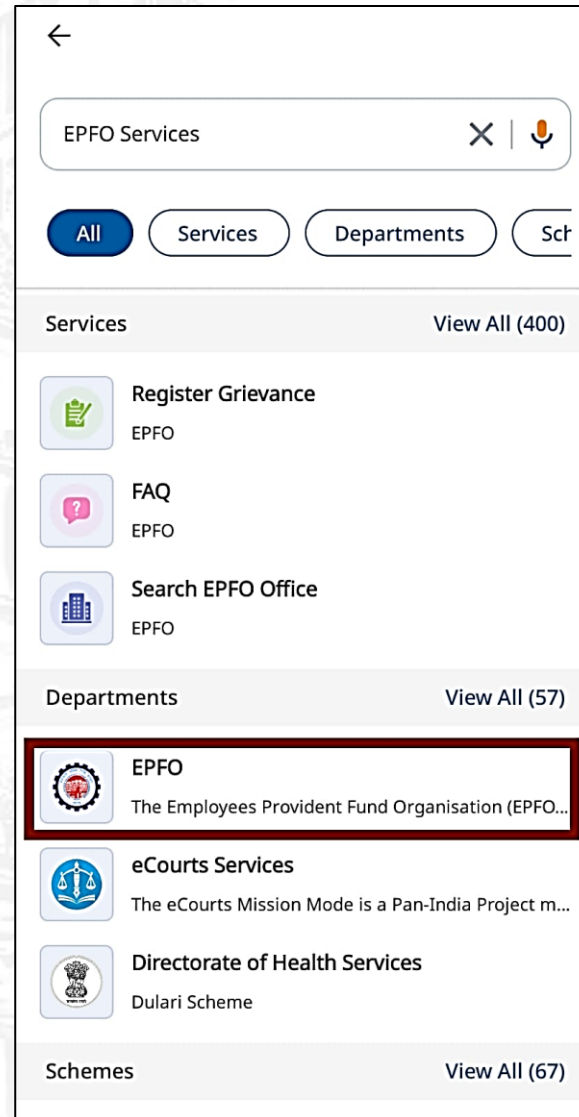 EPFO Services
All
Services
Departments
Sch
Services
View All (400)
Register Grievance
EPFO
FAQ
EPFO
Search EPFO Office
EPFO
Departments
View All (57)
EPFO
The Employees Provident Fund Organisation (EPFO...
eCourts Services
The eCourts Mission Mode is a Pan-India Project m...
Directorate of Health Services
Dulari Scheme
Schemes
View All (67)